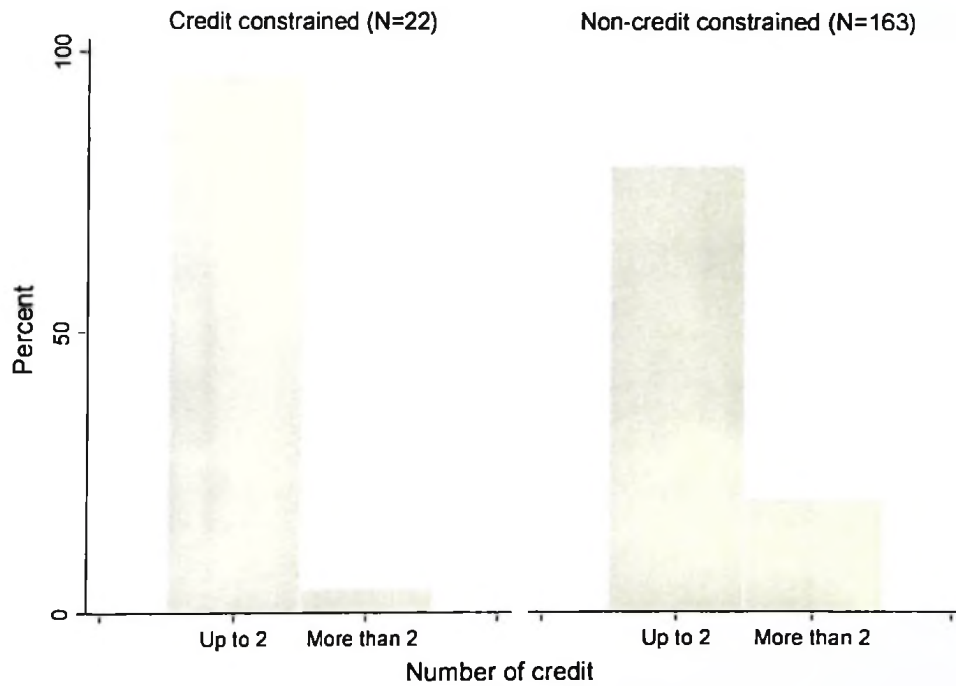 Credit constrained (N=22)
Non-credit constrained (N=163)
100
50
0
Percent
Up to 2
More than 2
Up to 2
More than 2
Number of credit